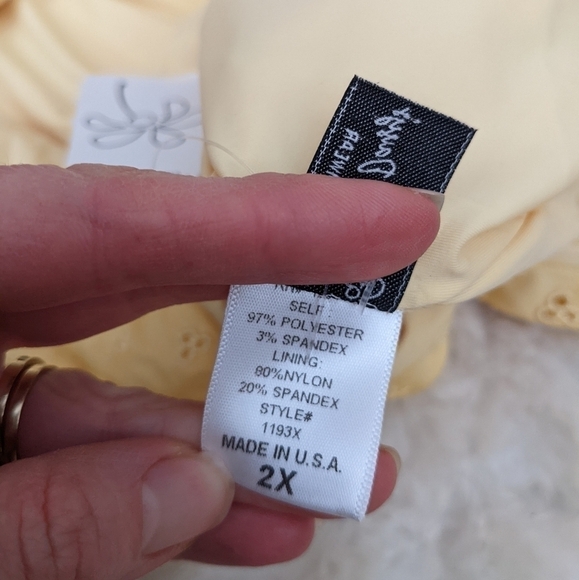 SELF:
97% POLYESTER
3% SPANDEX
LINING:
80%NYLON
20% SPANDEX
STYLE#
1193X
MADE IN U.S.A.
2X